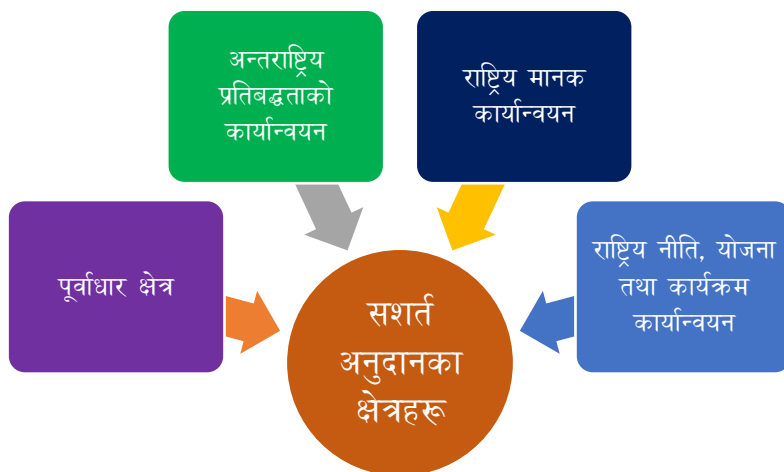 अन्तराष्ट्रिय
प्रतिबद्धताको
कार्यान्वयन
राष्ट्रिय मानक
कार्यान्वयन
पूर्वाधार क्षेत्र
राष्ट्रिय नीति, योजना
तथा कार्यक्रम
कार्यान्वयन
सशर्त
अनुदानका
क्षेत्रहरू